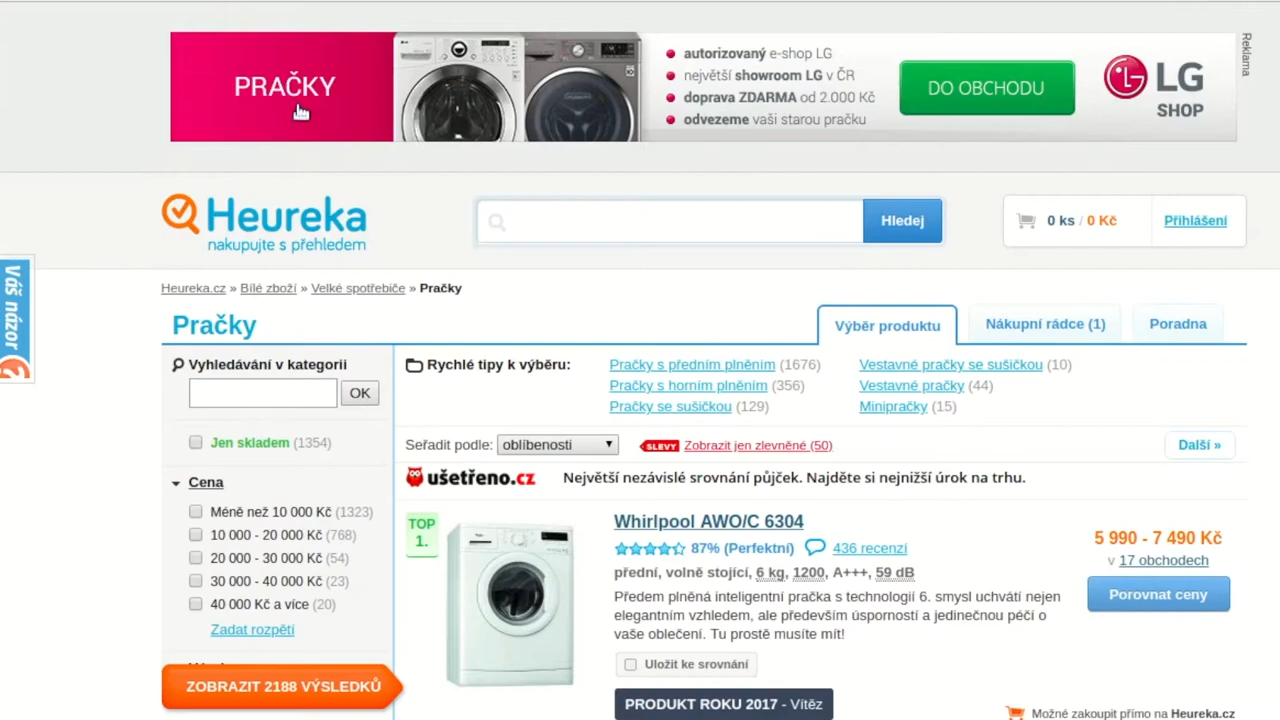 PRAČKY
autorizovaný e-shop LG
největší showroom LG v ČR
doprava ZDARMA od 2.000 Kč
odvezeme vaši starou pračku
DO OBCHODU
LG
SHOP
Reklama
Heureka
nakupujte s přehledem
Hledej
0 ks / 0 Kč
Přihlášení
Váš názor
Heureka.cz » Bílé zboží » Velké spotřebiče » Pračky
Pračky
Výběr produktu
Nákupní rádce (1)
Poradna
Vyhledávání v kategorii
OK
Jen skladem (1354)
Cena
Méně než 10 000 Kč (1323)
10 000 - 20 000 Kč (768)
20 000 - 30 000 Kč (54)
30 000 - 40 000 Kč (23)
40 000 Kč a více (20)
Zadat rozpětí
ZOBRAZIT 2188 VÝSLEDKŮ
Rychlé tipy k výběru:
Pračky s předním plněním (1676)
Pračky s horním plněním (356)
Pračky se sušičkou (129)
Vestavné pračky se sušičkou (10)
Vestavné pračky (44)
Minipračky (15)
Seřadit podle: oblíbenosti
SLEVY Zobrazit jen zlevněné (50)
Další »
ušetřeno.cz Největší nezávislé srovnání půjček. Najděte si nejnižší úrok na trhu.
TOP
1.
Whirlpool AWO/C 6304
87% (Perfektní) 436 recenzí
přední, volně stojící, 6 kg, 1200, A+++, 59 dB
Předem plněná inteligentní pračka s technologií 6. smysl uchvátí nejen
elegantním vzhledem, ale především úsporností a jedinečnou péčí o
vaše oblečení. Tu prostě musíte mít!
Uložit ke srovnání
PRODUKT ROKU 2017 - Vítěz
5 990 - 7 490 Kč
v 17 obchodech
Porovnat ceny
Možné zakoupit přímo na Heureka.cz